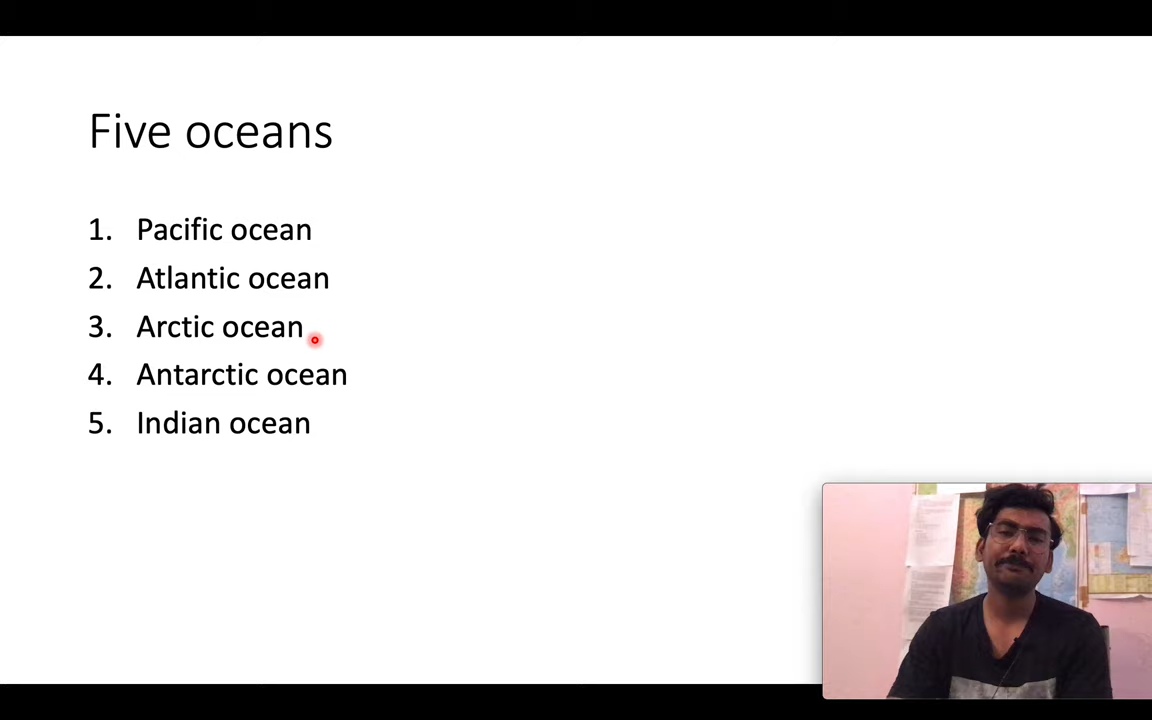 Five oceans
1. Pacific ocean
2. Atlantic ocean
3. Arctic ocean
4. Antarctic ocean
5. Indian ocean